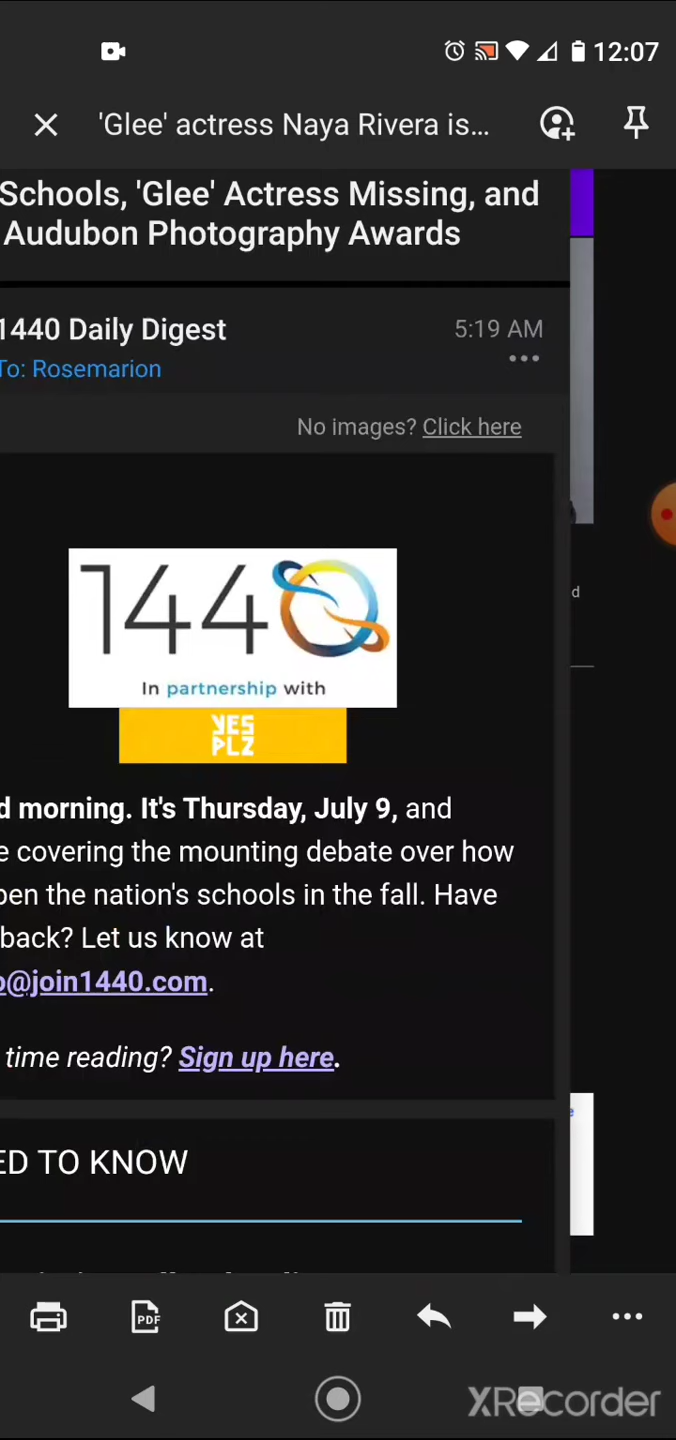 12:07
'Glee' actress Naya Rivera is...
Schools, 'Glee' Actress Missing, and
Audubon Photography Awards
1440 Daily Digest
5:19 AM
To: Rosemarion
No images? Click here
d
1440
In partnership with
YES
PLZ
d morning. It's Thursday, July 9, and
e covering the mounting debate over how
pen the nation's schools in the fall. Have
back? Let us know at
o@join1440.com.
time reading? Sign up here.
e
ED TO KNOW
PDF
XRecorder